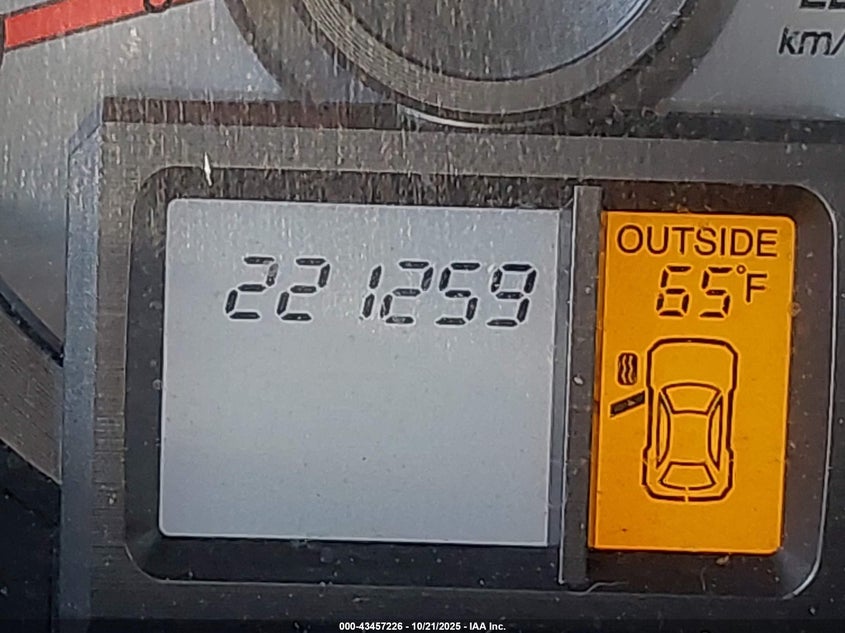 km/
221259
OUTSIDE
65°F
000-43457226 - 10/21/2025 - IAA Inc.